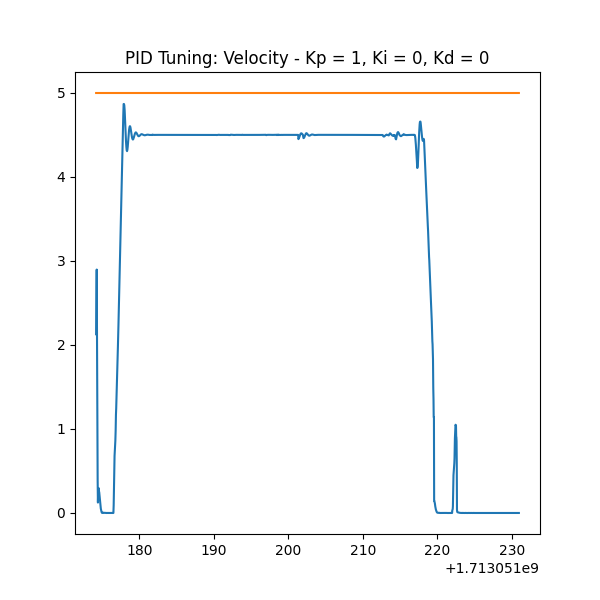 PID Tuning: Velocity - Kp = 1, Ki = 0, Kd = 0
5
4
3
2
1
0
180 190 200 210 220 230
+1.713051e9